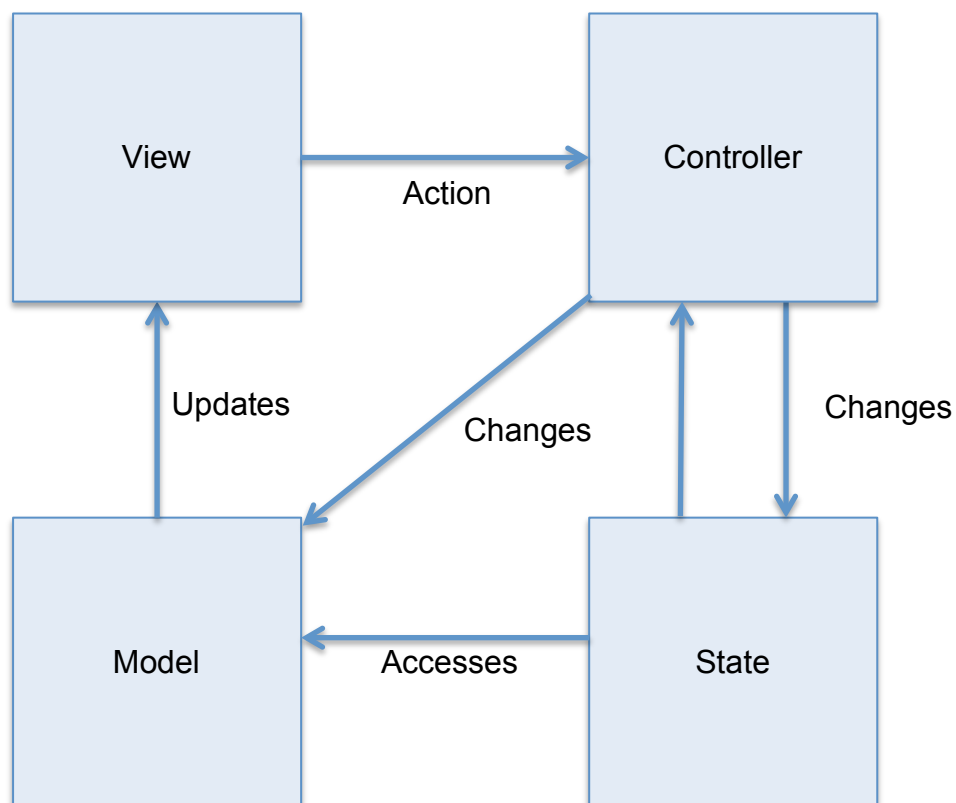 View
Controller
Action
Updates
Changes
Changes
Model
Accesses
State